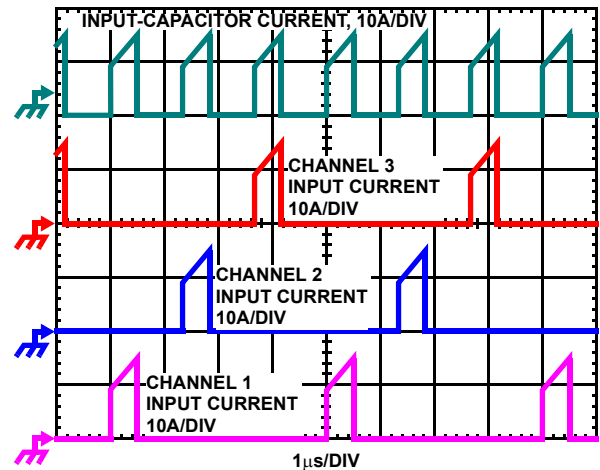 INPUT-CAPACITOR CURRENT, 10A/DIV
CHANNEL 3
INPUT CURRENT
10A/DIV
CHANNEL 2
INPUT CURRENT
10A/DIV
CHANNEL 1
INPUT CURRENT
10A/DIV
1μs/DIV